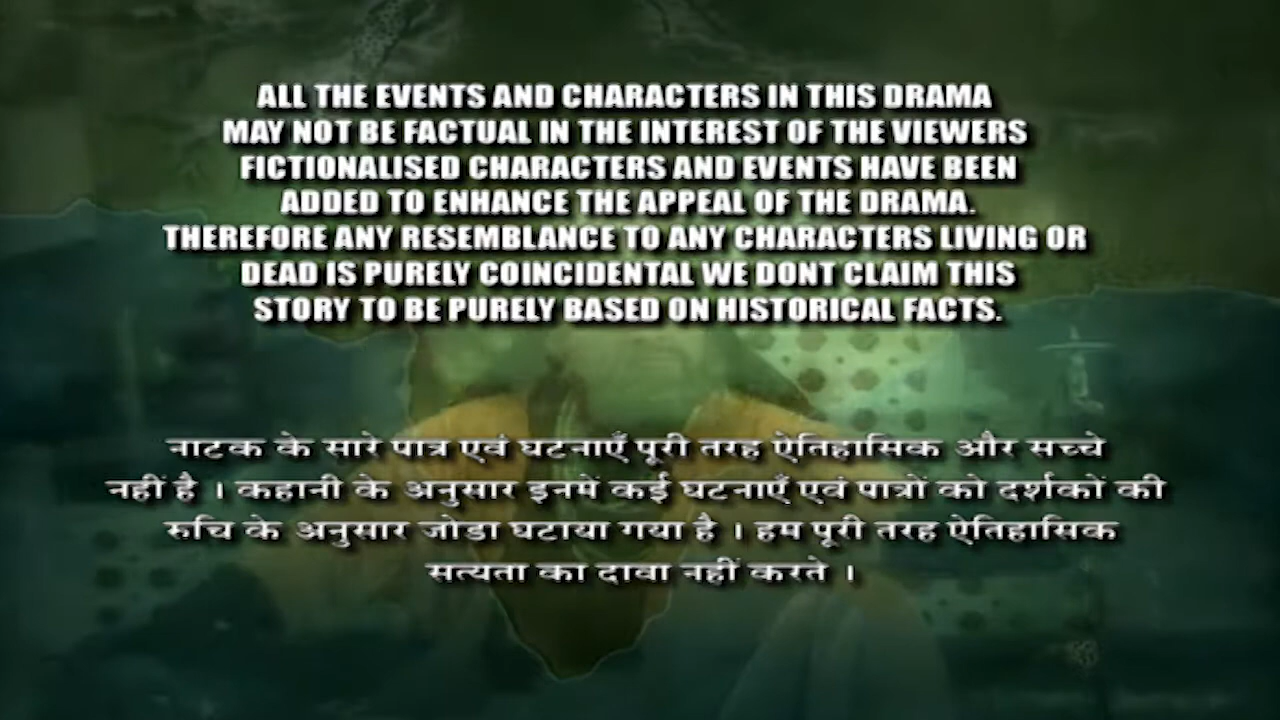 ALL THE EVENTS AND CHARACTERS IN THIS DRAMA
MAY NOT BE FACTUAL IN THE INTEREST OF THE VIEWERS
FICTIONALISED CHARACTERS AND EVENTS HAVE BEEN
ADDED TO ENHANCE THE APPEAL OF THE DRAMA.
THEREFORE ANY RESEMBLANCE TO ANY CHARACTERS LIVING OR
DEAD IS PURELY COINCIDENTAL WE DONT CLAIM THIS
STORY TO BE PURELY BASED ON HISTORICAL FACTS.
नाटक के सारे पात्र एवं घटनाएँ पूरी तरह ऐतिहासिक और सच्चे
नहीं है । कहानी के अनुसार इनमें कई घटनाएँ एवं पात्रों को दर्शकों की
रुचि के अनुसार जोडा घटाया गया है । हम पूरी तरह ऐतिहासिक
सत्यता का दावा नहीं करते ।